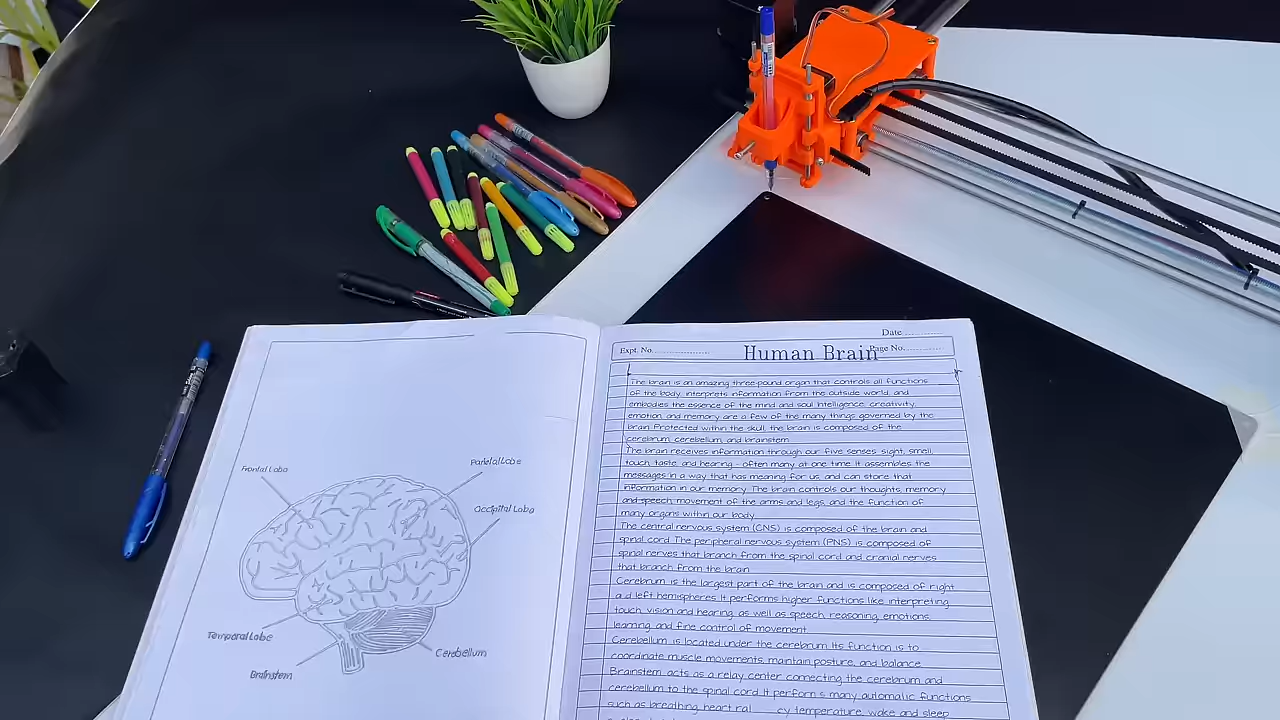 Frontal Lobe
Parietal Lobe
Occipital Lobe
Temporal Lobe
Brainstem
Cerebellum
Date ............
Expt. No. ....................
Page No. ............
Human Brain
The brain is an amazing three-pound organ that controls all functions
of the body, interprets information from the outside world, and
embodies the essence of the mind and soul. Intelligence, creativity,
emotion, and memory are a few of the many things governed by the
brain. Protected within the skull, the brain is composed of the
cerebrum, cerebellum, and brainstem.
The brain receives information through our five senses: sight, smell,
touch, taste, and hearing - often many at one time. It assembles the
messages in a way that has meaning for us, and can store that
information in our memory. The brain controls our thoughts, memory
and speech, movement of the arms and legs, and the function of
many organs within our body.
The central nervous system (CNS) is composed of the brain and
spinal cord. The peripheral nervous system (PNS) is composed of
spinal nerves that branch from the spinal cord and cranial nerves
that branch from the brain.
Cerebrum: is the largest part of the brain and is composed of right
and left hemispheres. It performs higher functions like interpreting
touch, vision and hearing, as well as speech, reasoning, emotions,
learning, and fine control of movement.
Cerebellum: is located under the cerebrum. Its function is to
coordinate muscle movements, maintain posture, and balance.
Brainstem: acts as a relay center connecting the cerebrum and
cerebellum to the spinal cord. It performs many automatic functions
such as breathing, heart temperature, wake and sleep